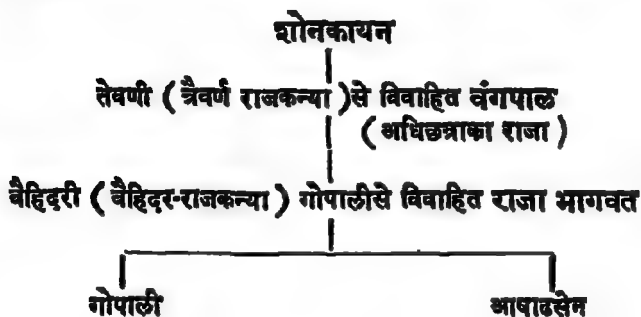 शोनकायन
तेवणी ( त्रैवर्ण राजकन्या )से विवाहित वंगपाल
( अधिछत्राका राजा )
वैहिदरी ( वैहिदर-राजकन्या ) गोपालीसे विवाहित राजा भागवत
गोपाली आषाढसेन